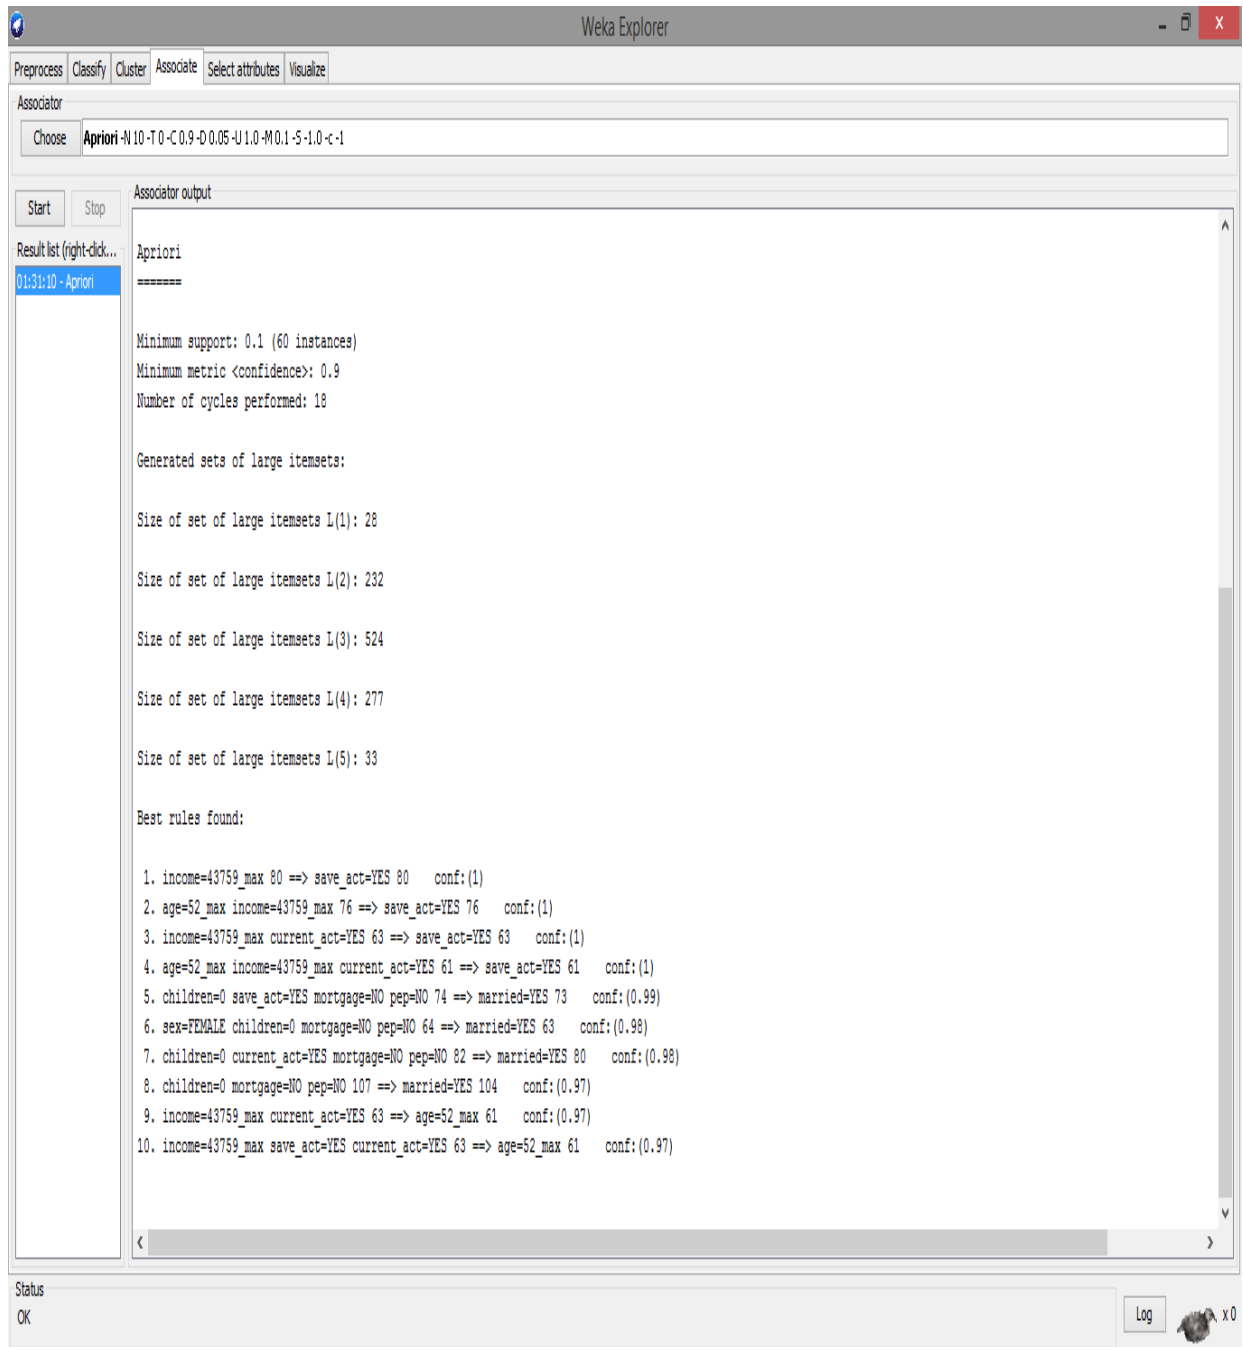 Weka Explorer
Preprocess Classify Cluster Associate Select attributes Visualize
Associator
Choose Apriori -N 10 -T 0 -C 0.9 -D 0.05 -U 1.0 -M 0.1 -S -1.0 -c -1
Start Stop
Result list (right-click...
01:31:10 - Apriori
Associator output
Apriori
=======
Minimum support: 0.1 (60 instances)
Minimum metric <confidence>: 0.9
Number of cycles performed: 18
Generated sets of large itemsets:
Size of set of large itemsets L(1): 28
Size of set of large itemsets L(2): 232
Size of set of large itemsets L(3): 524
Size of set of large itemsets L(4): 277
Size of set of large itemsets L(5): 33
Best rules found:
1. income=43759_max 80 ==> save_act=YES 80 conf:(1)
2. age=52_max income=43759_max 76 ==> save_act=YES 76 conf:(1)
3. income=43759_max current_act=YES 63 ==> save_act=YES 63 conf:(1)
4. age=52_max income=43759_max current_act=YES 61 ==> save_act=YES 61 conf:(1)
5. children=0 save_act=YES mortgage=NO pep=NO 74 ==> married=YES 73 conf:(0.99)
6. sex=FEMALE children=0 mortgage=NO pep=NO 64 ==> married=YES 63 conf:(0.98)
7. children=0 current_act=YES mortgage=NO pep=NO 82 ==> married=YES 80 conf:(0.98)
8. children=0 mortgage=NO pep=NO 107 ==> married=YES 104 conf:(0.97)
9. income=43759_max current_act=YES 63 ==> age=52_max 61 conf:(0.97)
10. income=43759_max save_act=YES current_act=YES 63 ==> age=52_max 61 conf:(0.97)
Status
OK
Log x 0